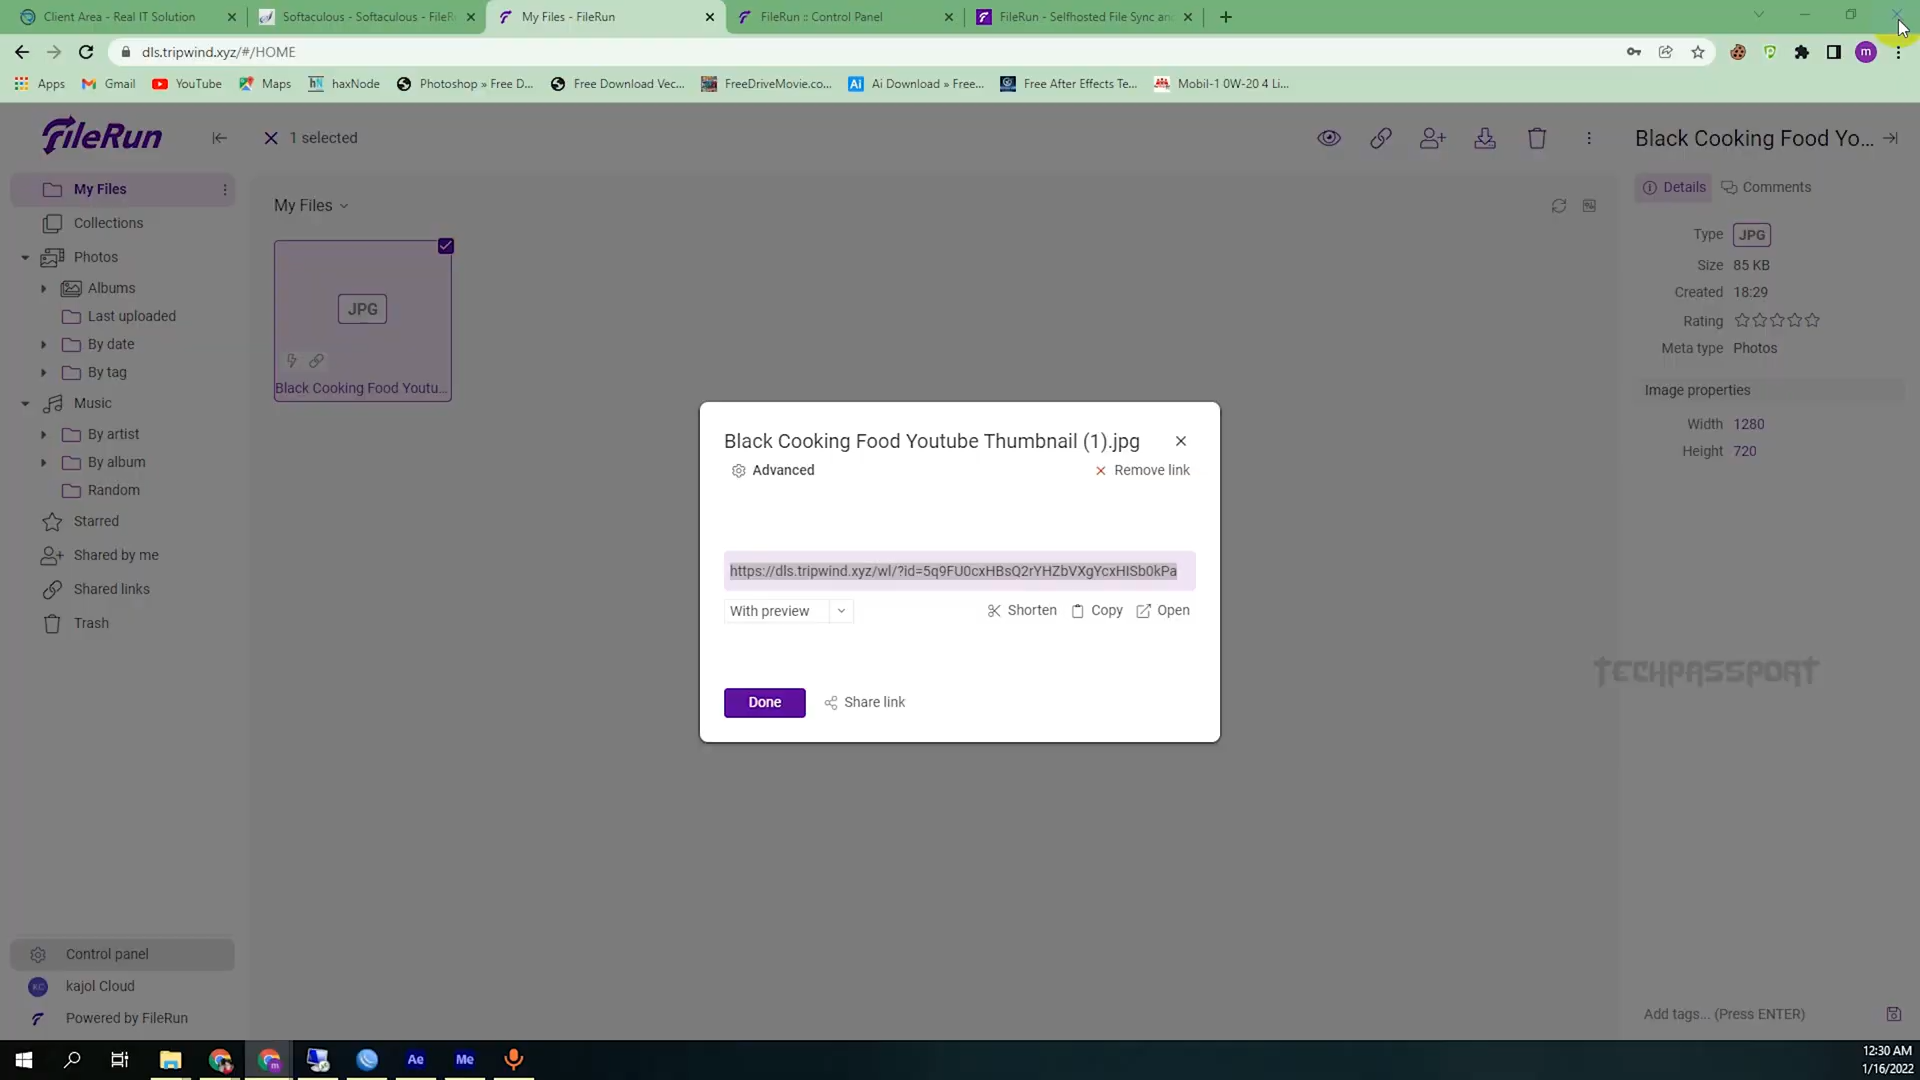 Client Area - Real IT Solution
Softaculous - Softaculous - FileR
My Files - FileRun
FileRun :: Control Panel
FileRun - Selfhosted File Sync an
dls.tripwind.xyz/#/HOME
m
Apps
Gmail
YouTube
Maps
hN haxNode
Photoshop » Free D...
Free Download Vec...
FreeDriveMovie.co...
Ai Ai Download » Free...
Free After Effects Te...
Mobil-1 0W-20 4 Li...
FileRun
1 selected
Black Cooking Food Yo...
My Files
Collections
Photos
Albums
Last uploaded
By date
By tag
Music
By artist
By album
Random
Starred
Shared by me
Shared links
Trash
My Files
JPG
Black Cooking Food Youtu...
Black Cooking Food Youtube Thumbnail (1).jpg
Advanced
Remove link
https://dls.tripwind.xyz/wl/?id=5q9FU0cxHBsQ2rYHZbVXgYcxHISb0kPa
With preview
Shorten
Copy
Open
Done
Share link
Details
Comments
Type JPG
Size 85 KB
Created 18:29
Rating
Meta type Photos
Image properties
Width 1280
Height 720
TECHPASSPORT
Control panel
KC kajol Cloud
Powered by FileRun
Add tags... (Press ENTER)
Ae
Me
12:30 AM
1/16/2022